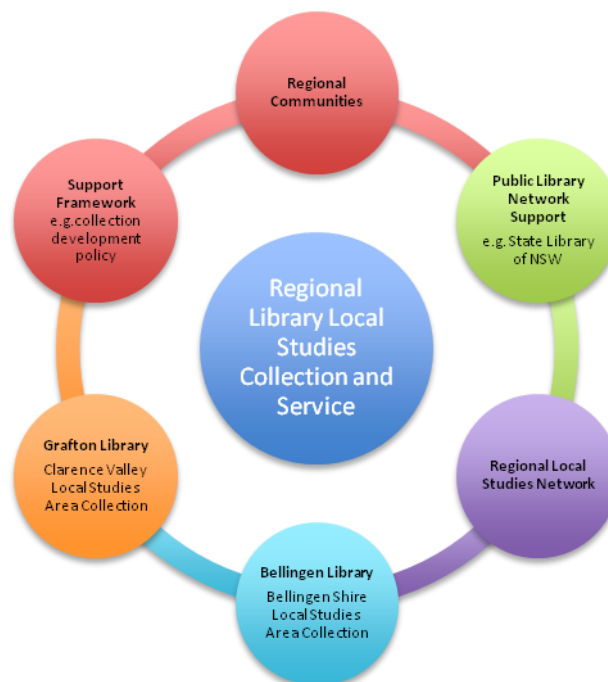 Regional
Communities
Public Library
Network
Support
e.g. State Library
of NSW
Regional Local
Studies Network
Bellingen Library
Bellingen Shire
Local Studies
Area Collection
Grafton Library
Clarence Valley
Local Studies
Area Collection
Support
Framework
e.g.collection
development
policy
Regional
Library Local
Studies
Collection and
Service